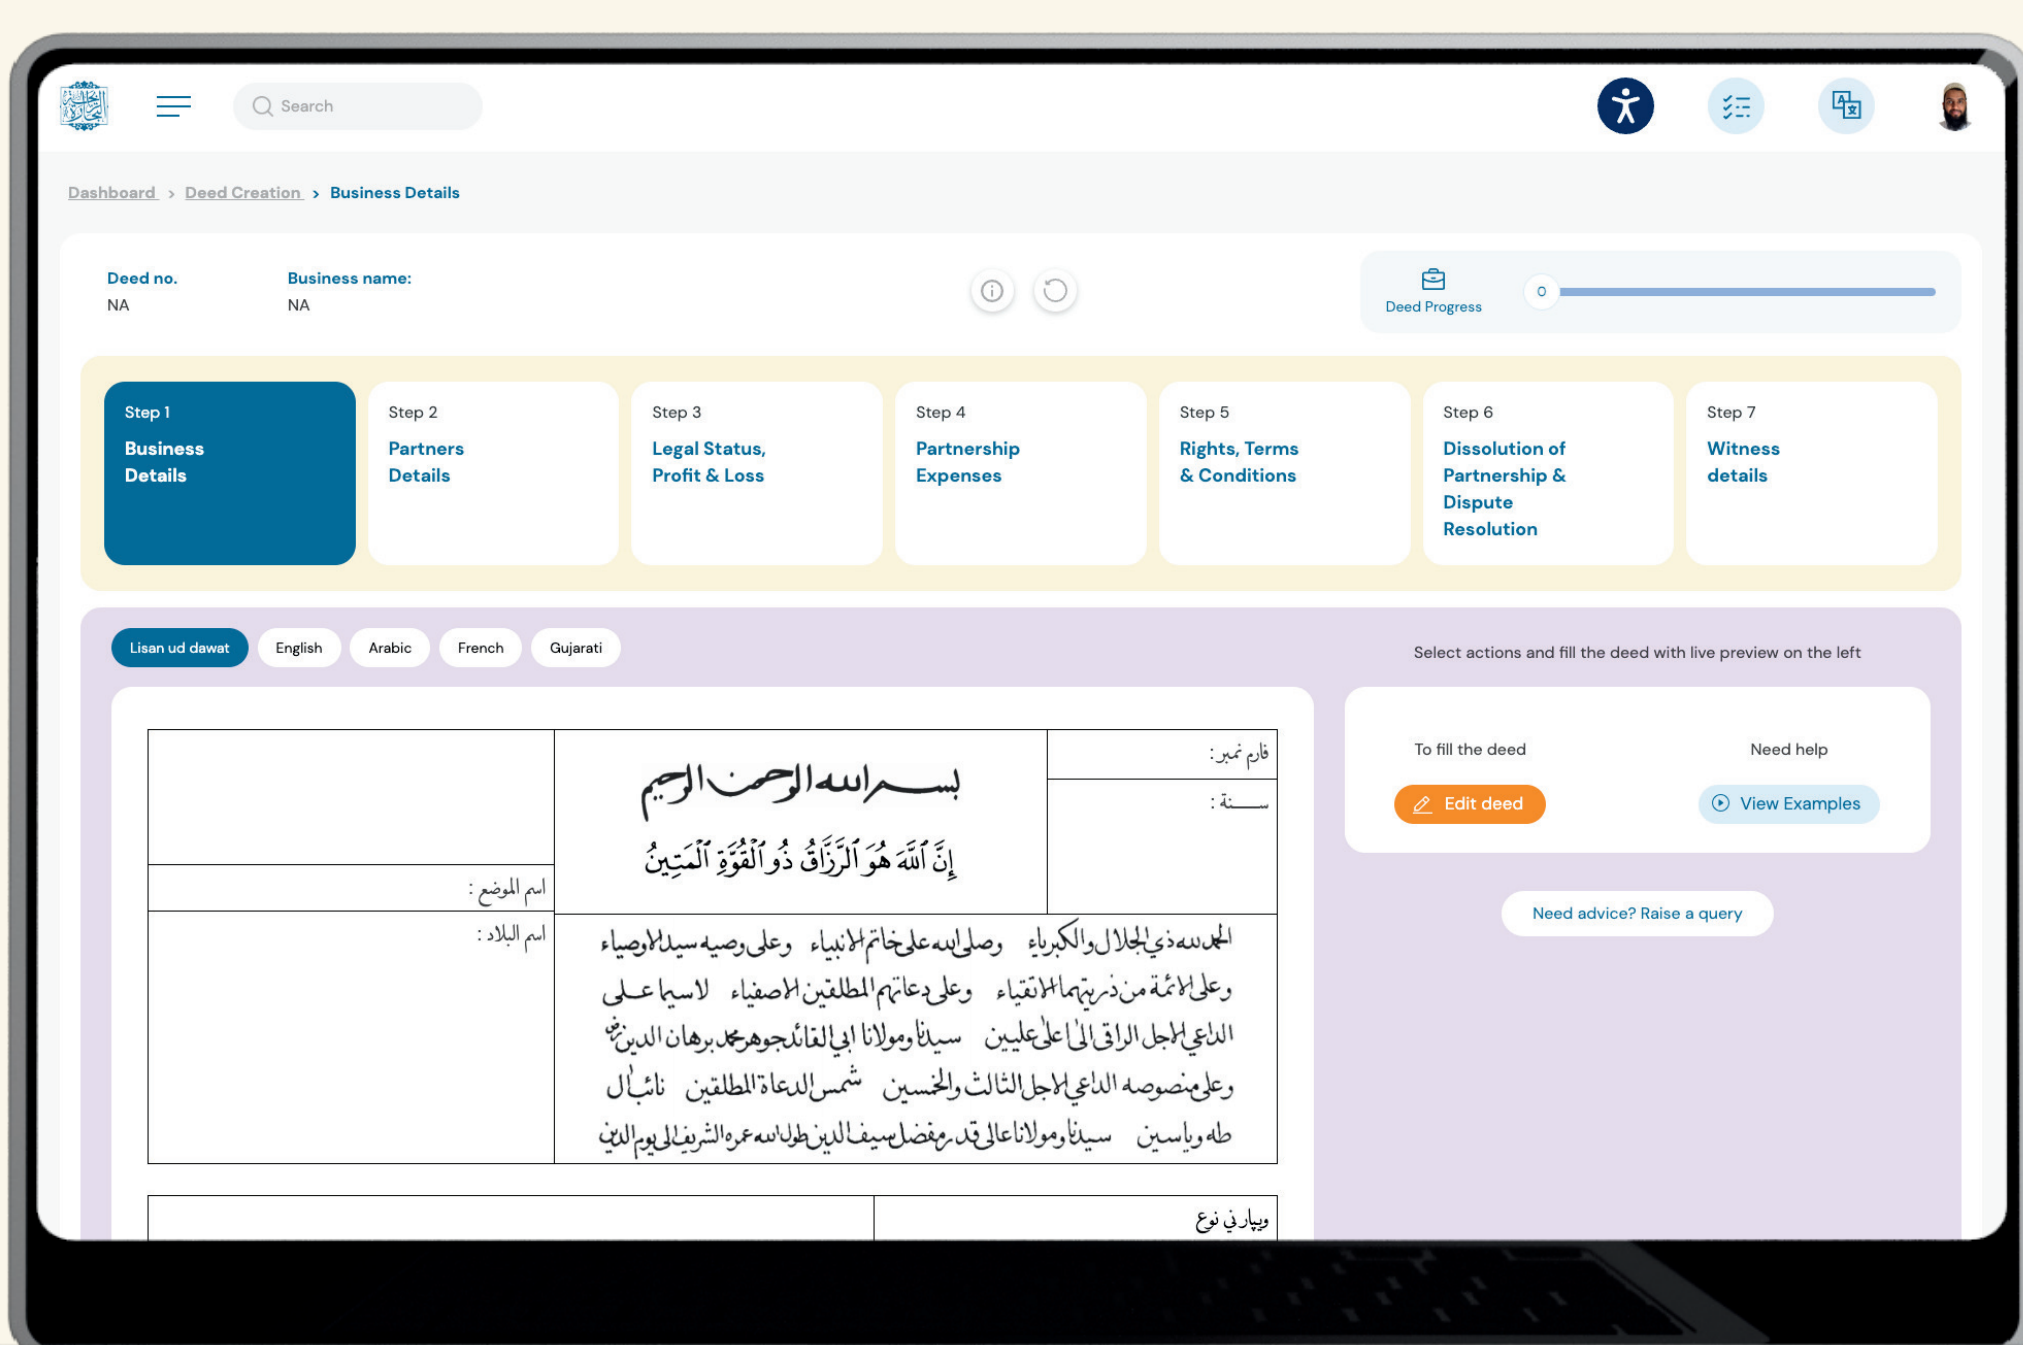 Search
Dashboard > Deed Creation > Business Details
Deed no.
NA
Business name:
NA
Deed Progress
0
Step 1
Business
Details
Step 2
Partners
Details
Step 3
Legal Status,
Profit & Loss
Step 4
Partnership
Expenses
Step 5
Rights, Terms
& Conditions
Step 6
Dissolution of
Partnership &
Dispute
Resolution
Step 7
Witness
details
Lisan ud dawat
English
Arabic
French
Gujarati
Select actions and fill the deed with live preview on the left
فارم نمبر:
سنة :
بسم الله الرحمن الرحيم
إِنَّ ٱللَّهَ هُوَ ٱلرَّزَّاقُ ذُو ٱلْقُوَّةِ ٱلْمَتِينُ
اسم الموضع :
اسم البلاد :
الحمد لله ذي الجلال والكبرياء وصلى الله على خاتم الانبياء وعلى وصيه سيد الاوصياء
وعلى الائمة من ذريتهما الاتقياء وعلى دعاتهم المطلقين الاصفياء لاسيما على
الداعي الاجل الراقي الى اعلى عليين سيدنا ومولانا ابي القائد جوهر محمد برهان الدين رض
وعلى منصوصه الداعي الاجل الثالث والخمسين شمس الدعاة المطلقين نائب ال
طه وياسين سيدنا ومولانا عالي قدر مفضل سيف الدين طول الله عمره الشريف الى يوم الدين
ويپار ني نوع
To fill the deed
Edit deed
Need help
View Examples
Need advice? Raise a query